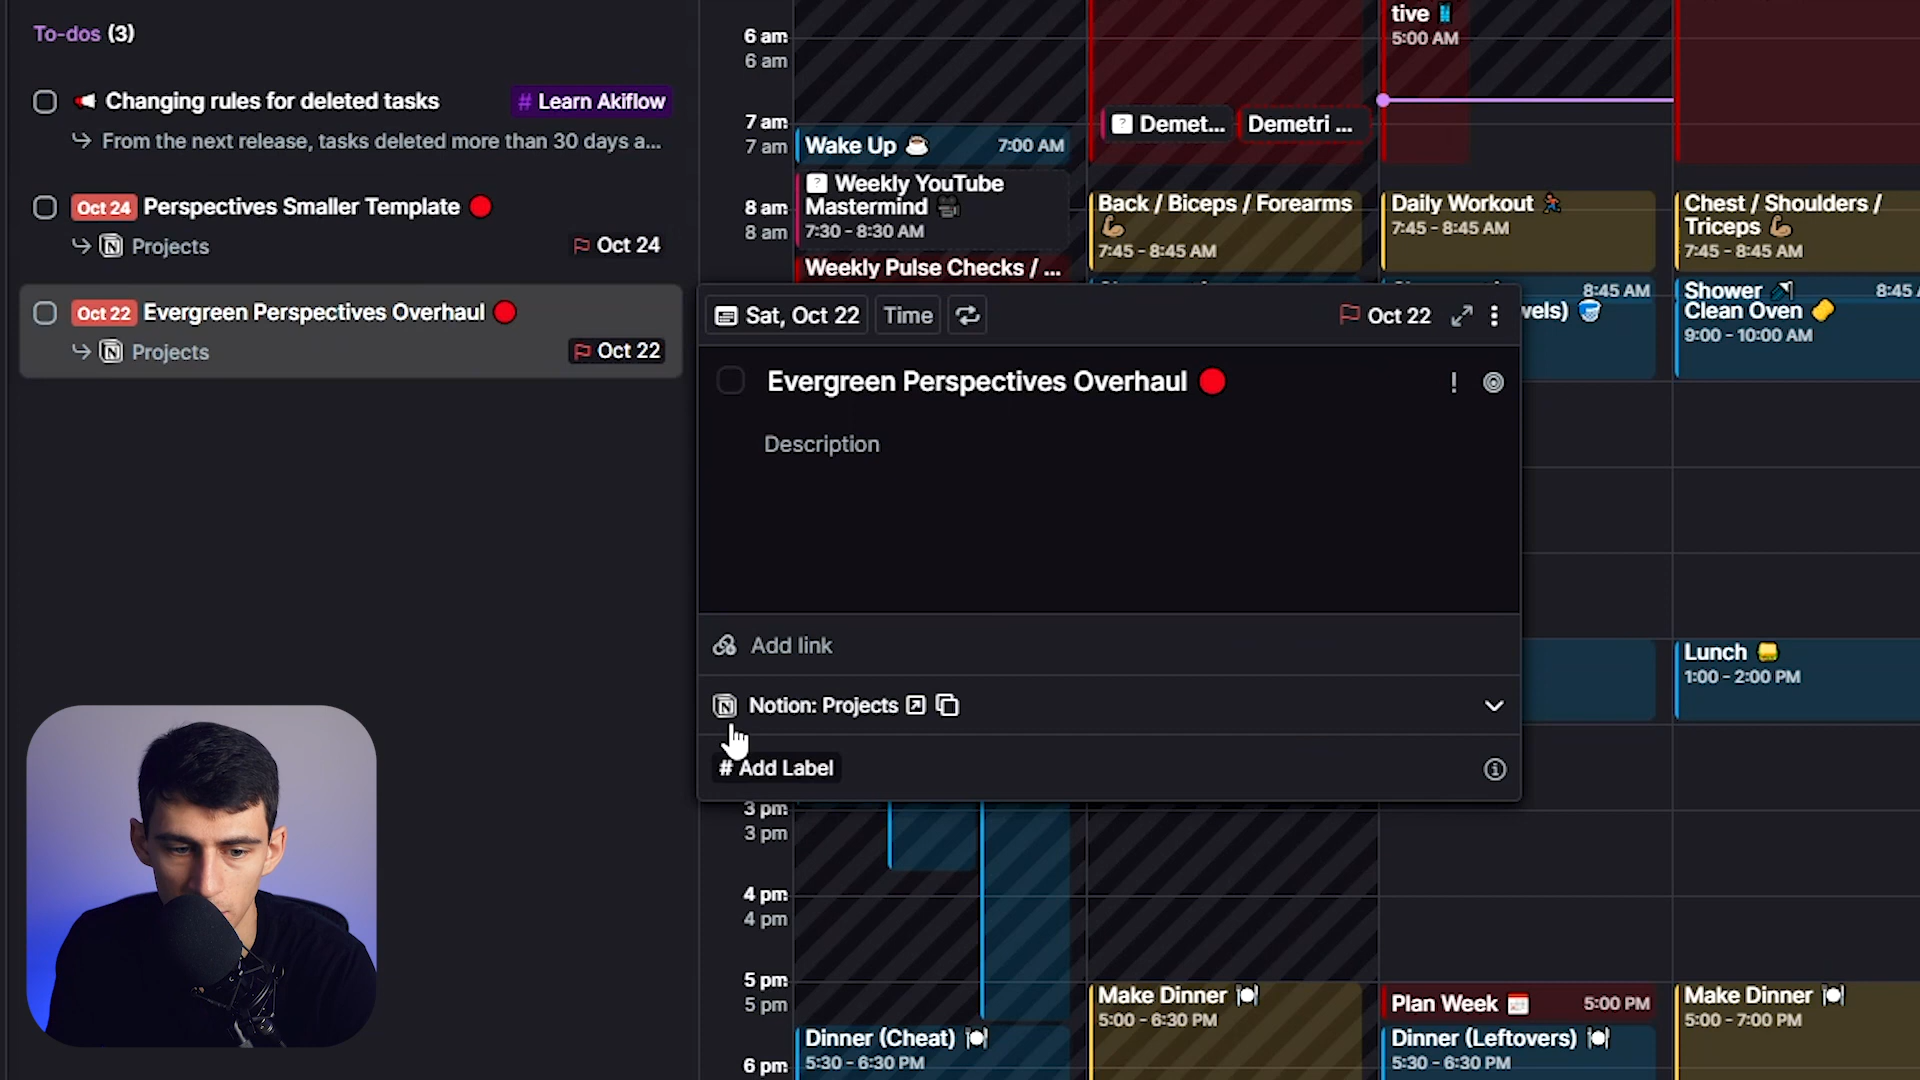 To-dos (3)
Changing rules for deleted tasks
# Learn Akiflow
From the next release, tasks deleted more than 30 days a...
Oct 24 Perspectives Smaller Template
Projects
Oct 24
Oct 22 Evergreen Perspectives Overhaul
Projects
Oct 22
6 am
6 am
7 am
7 am
8 am
8 am
Wake Up
7:00 AM
Weekly YouTube
Mastermind
7:30 - 8:30 AM
Weekly Pulse Checks / ...
Demet...
Demetri ...
Back / Biceps / Forearms
7:45 - 8:45 AM
tive
5:00 AM
Daily Workout
7:45 - 8:45 AM
8:45 AM
vels)
Chest / Shoulders /
Triceps
7:45 - 8:45 AM
Shower
8:45
Clean Oven
9:00 - 10:00 AM
Sat, Oct 22
Time
Oct 22
Evergreen Perspectives Overhaul
!
Description
Add link
Notion: Projects
# Add Label
Lunch
1:00 - 2:00 PM
3 pm
3 pm
4 pm
4 pm
5 pm
5 pm
6 pm
Dinner (Cheat)
5:30 - 6:30 PM
Make Dinner
5:00 - 6:30 PM
Plan Week
5:00 PM
Dinner (Leftovers)
5:30 - 6:30 PM
Make Dinner
5:00 - 7:00 PM